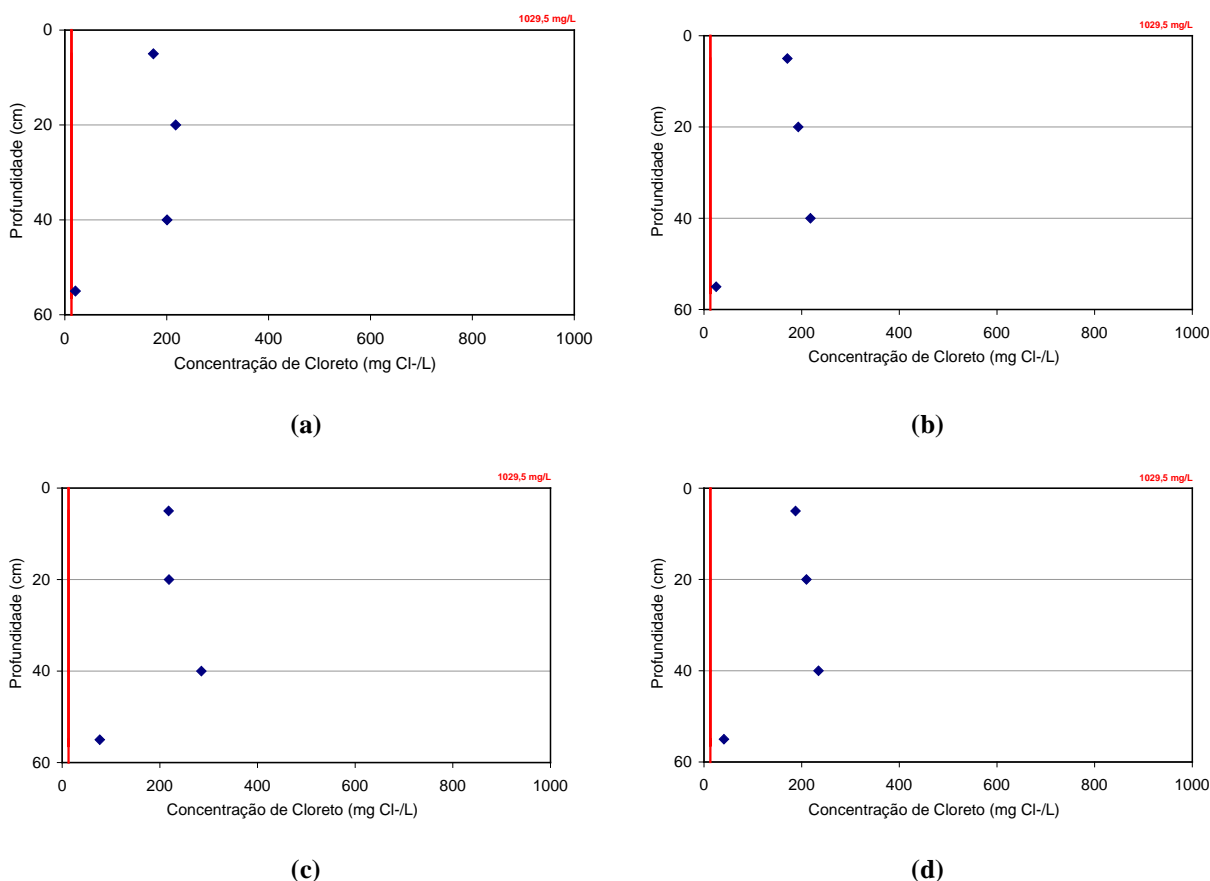 1029,5 mg/L
0
20
40
60
Profundidade (cm)
0 200 400 600 800 1000
Concentração de Cloreto (mg Cl-/L)
(a)
1029,5 mg/L
0
20
40
60
Profundidade (cm)
0 200 400 600 800 1000
Concentração de Cloreto (mg Cl-/L)
(b)
1029,5 mg/L
0
20
40
60
Profundidade (cm)
0 200 400 600 800 1000
Concentração de Cloreto (mg Cl-/L)
(c)
1029,5 mg/L
0
20
40
60
Profundidade (cm)
0 200 400 600 800 1000
Concentração de Cloreto (mg Cl-/L)
(d)